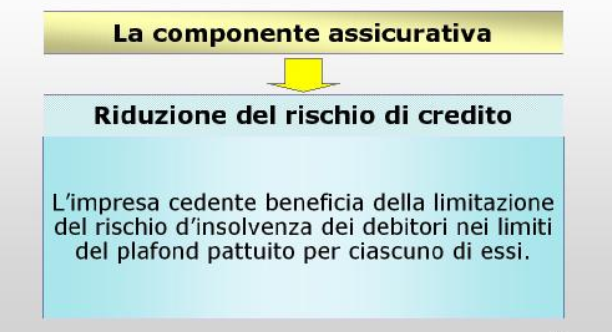 La componente assicurativa
Riduzione del rischio di credito
L'impresa cedente beneficia della limitazione
del rischio d'insolvenza dei debitori nei limiti
del plafond pattuito per ciascuno di essi.